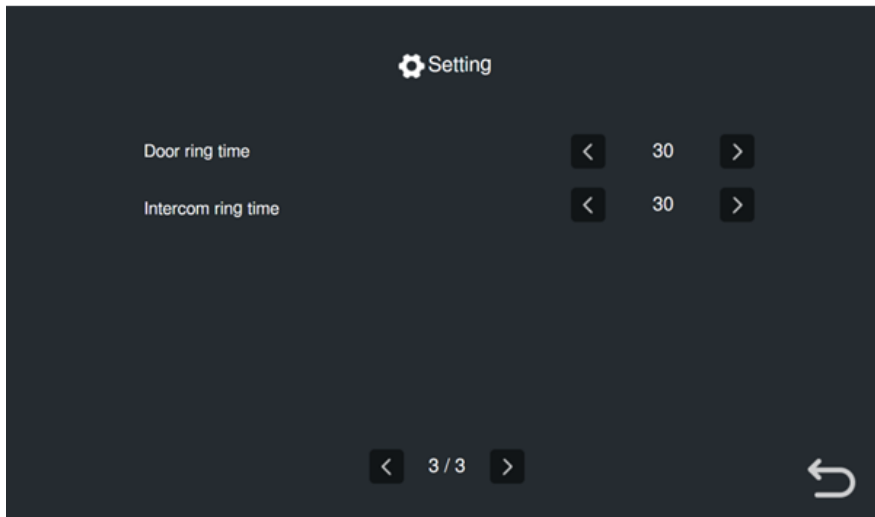 Setting
Door ring time < 30 >
Intercom ring time < 30 >
< 3 / 3 >